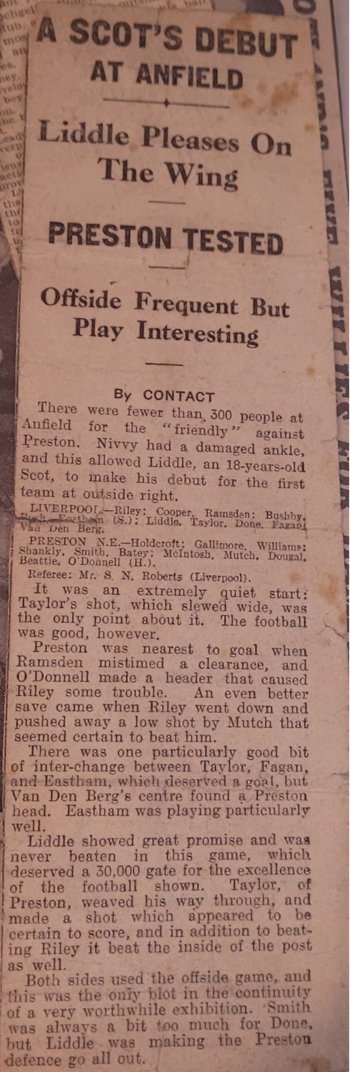 A SCOT'S DEBUT
AT ANFIELD
Liddle Pleases On
The Wing
PRESTON TESTED
Offside Frequent But
Play Interesting
By CONTACT
There were fewer than 300 people at
Anfield for the "friendly" against
Preston. Nivvy had a damaged ankle,
and this allowed Liddle, an 18-years-old
Scot, to make his debut for the first
team at outside right.
LIVERPOOL.—Riley; Cooper, Ramsden; Bushby,
Eastham (S.); Liddle, Taylor, Done, Fagan,
Van Den Berg.
PRESTON N.E.—Holdcroft; Gallimore, Williams;
Shankly, Smith, Batey; McIntosh, Mutch, Dougal,
Beattie, O'Donnell (H.).
Referee: Mr. S. N. Roberts (Liverpool).
It was an extremely quiet start:
Taylor's shot, which slewed wide, was
the only point about it. The football
was good, however.
Preston was nearest to goal when
Ramsden mistimed a clearance, and
O'Donnell made a header that caused
Riley some trouble. An even better
save came when Riley went down and
pushed away a low shot by Mutch that
seemed certain to beat him.
There was one particularly good bit
of inter-change between Taylor, Fagan,
and Eastham, which deserved a goal, but
Van Den Berg's centre found a Preston
head. Eastham was playing particularly
well.
Liddle showed great promise and was
never beaten in this game, which
deserved a 30,000 gate for the excellence
of the football shown. Taylor, of
Preston, weaved his way through, and
made a shot which appeared to be
certain to score, and in addition to beat-
ing Riley it beat the inside of the post
as well.
Both sides used the offside game, and
this was the only blot in the continuity
of a very worthwhile exhibition. Smith
was always a bit too much for Done,
but Liddle was making the Preston
defence go all out.